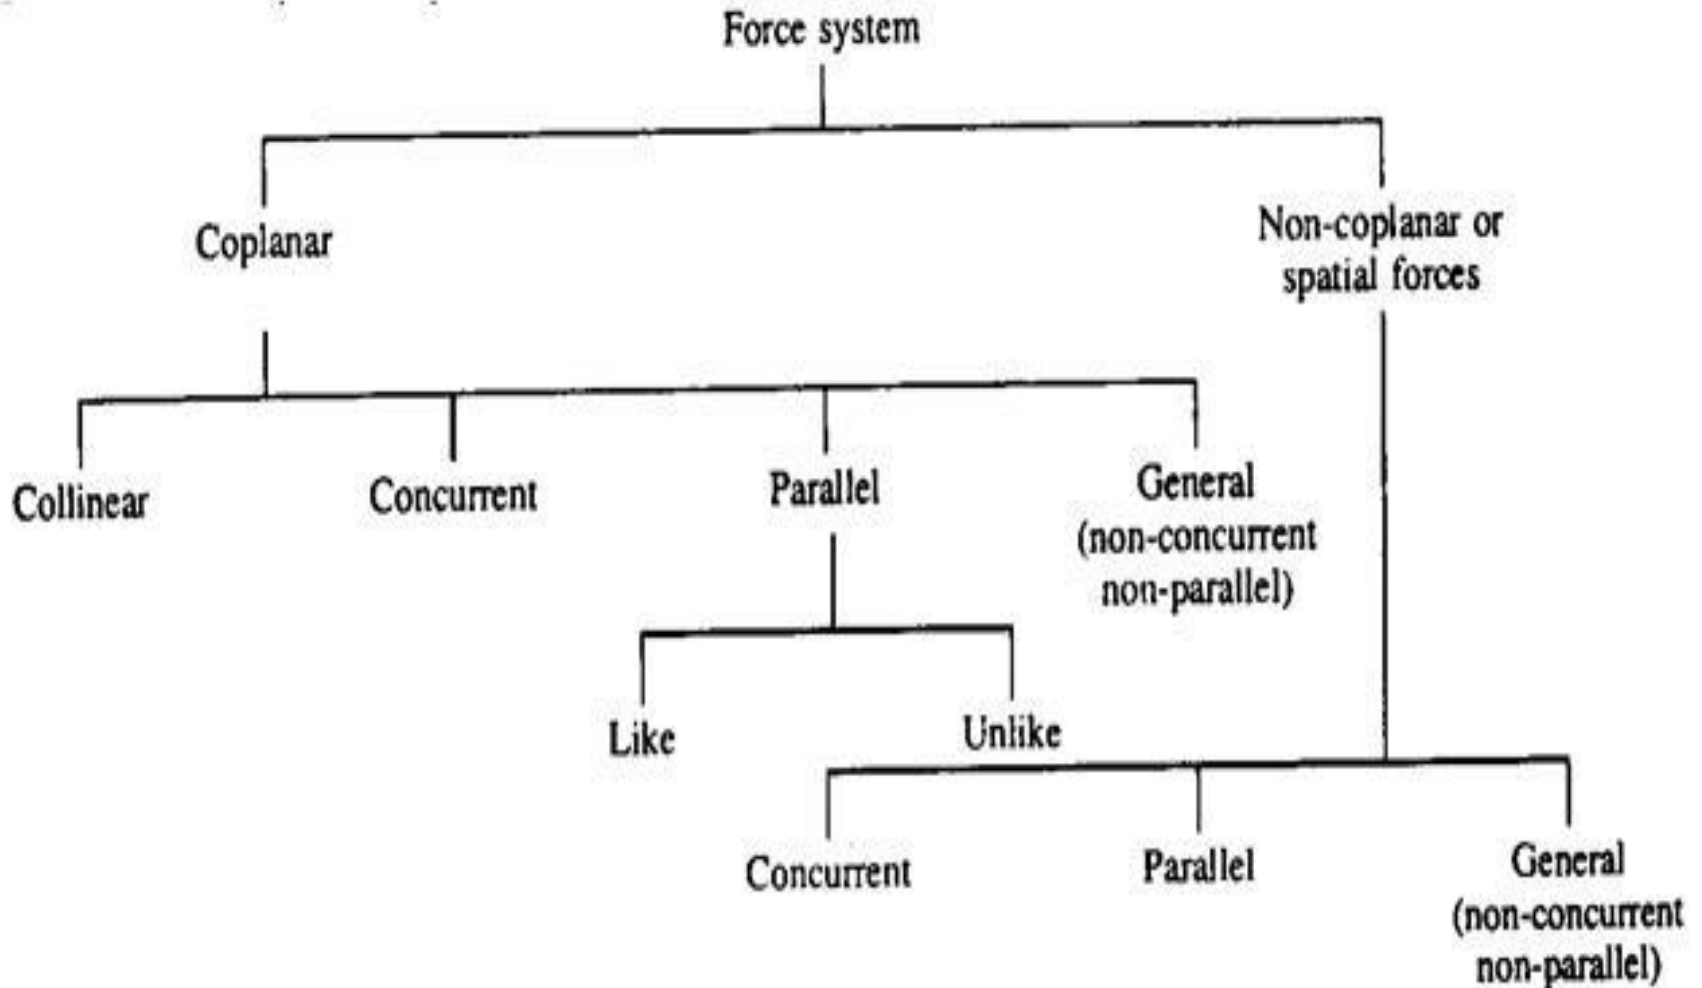 Force system
Coplanar
Non-coplanar or
spatial forces
Collinear
Concurrent
Parallel
General
(non-concurrent
non-parallel)
Like
Unlike
Concurrent
Parallel
General
(non-concurrent
non-parallel)